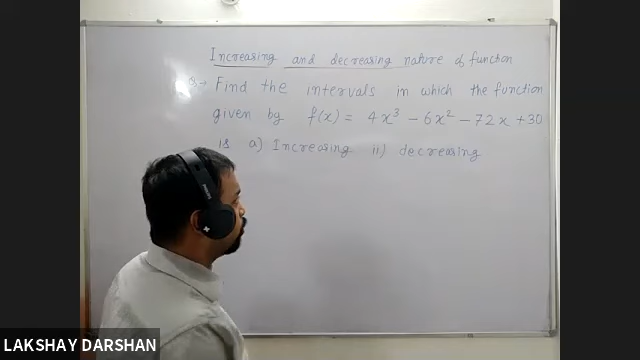 Increasing and decreasing nature of function
Q→ Find the intervals in which the function
given by f(x) = 4x³ - 6x² - 72x + 30
is a) Increasing ii) decreasing
LAKSHAY DARSHAN